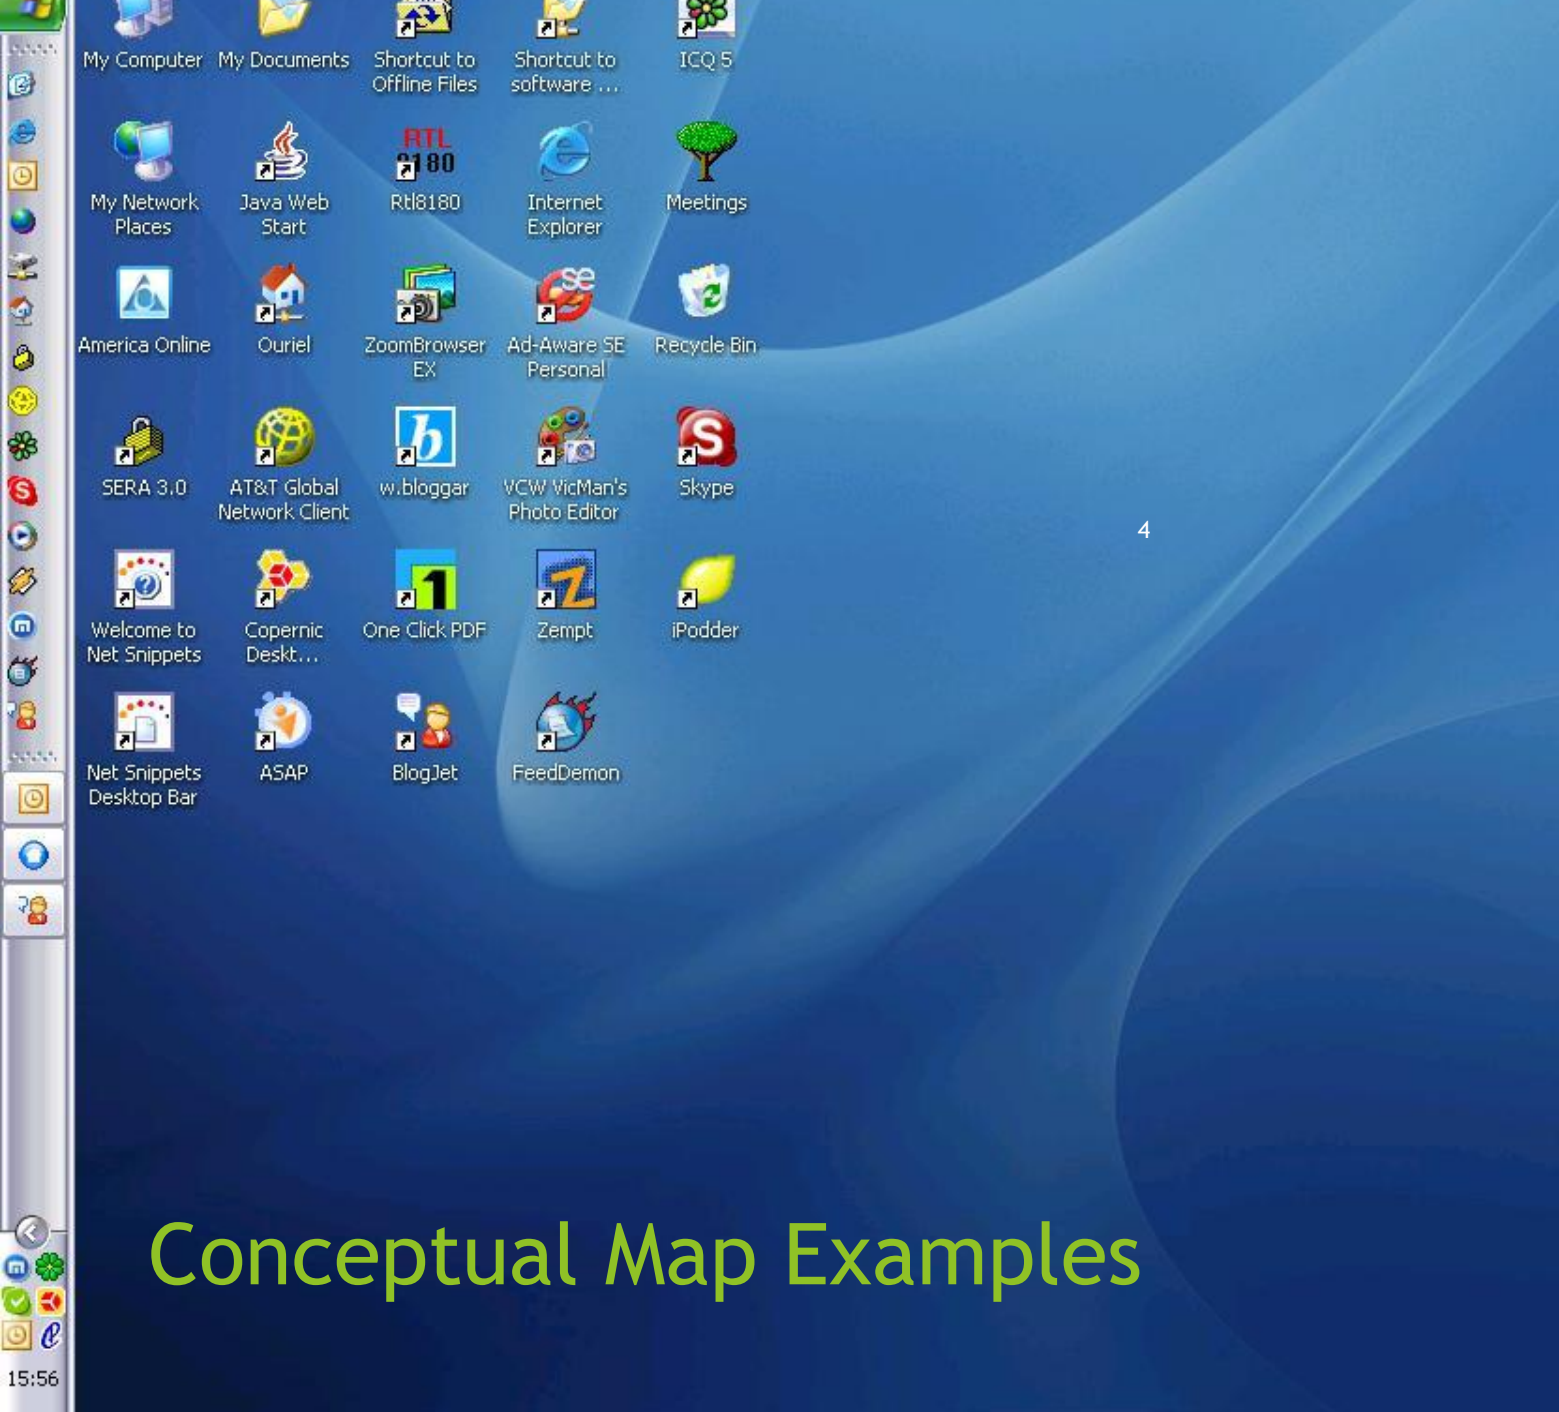 My Computer
My Documents
Shortcut to
Offline Files
Shortcut to
software ...
ICQ 5
My Network
Places
Java Web
Start
RTL
8180
Rtl8180
Internet
Explorer
Meetings
America Online
Ouriel
ZoomBrowser
EX
SE
Ad-Aware SE
Personal
Recycle Bin
SERA 3.0
AT&T Global
Network Client
b
w.bloggar
VCW VicMan's
Photo Editor
S
Skype
4
Welcome to
Net Snippets
Copernic
Deskt...
1
One Click PDF
Z
Zempt
iPodder
Net Snippets
Desktop Bar
ASAP
BlogJet
FeedDemon
Conceptual Map Examples
15:56